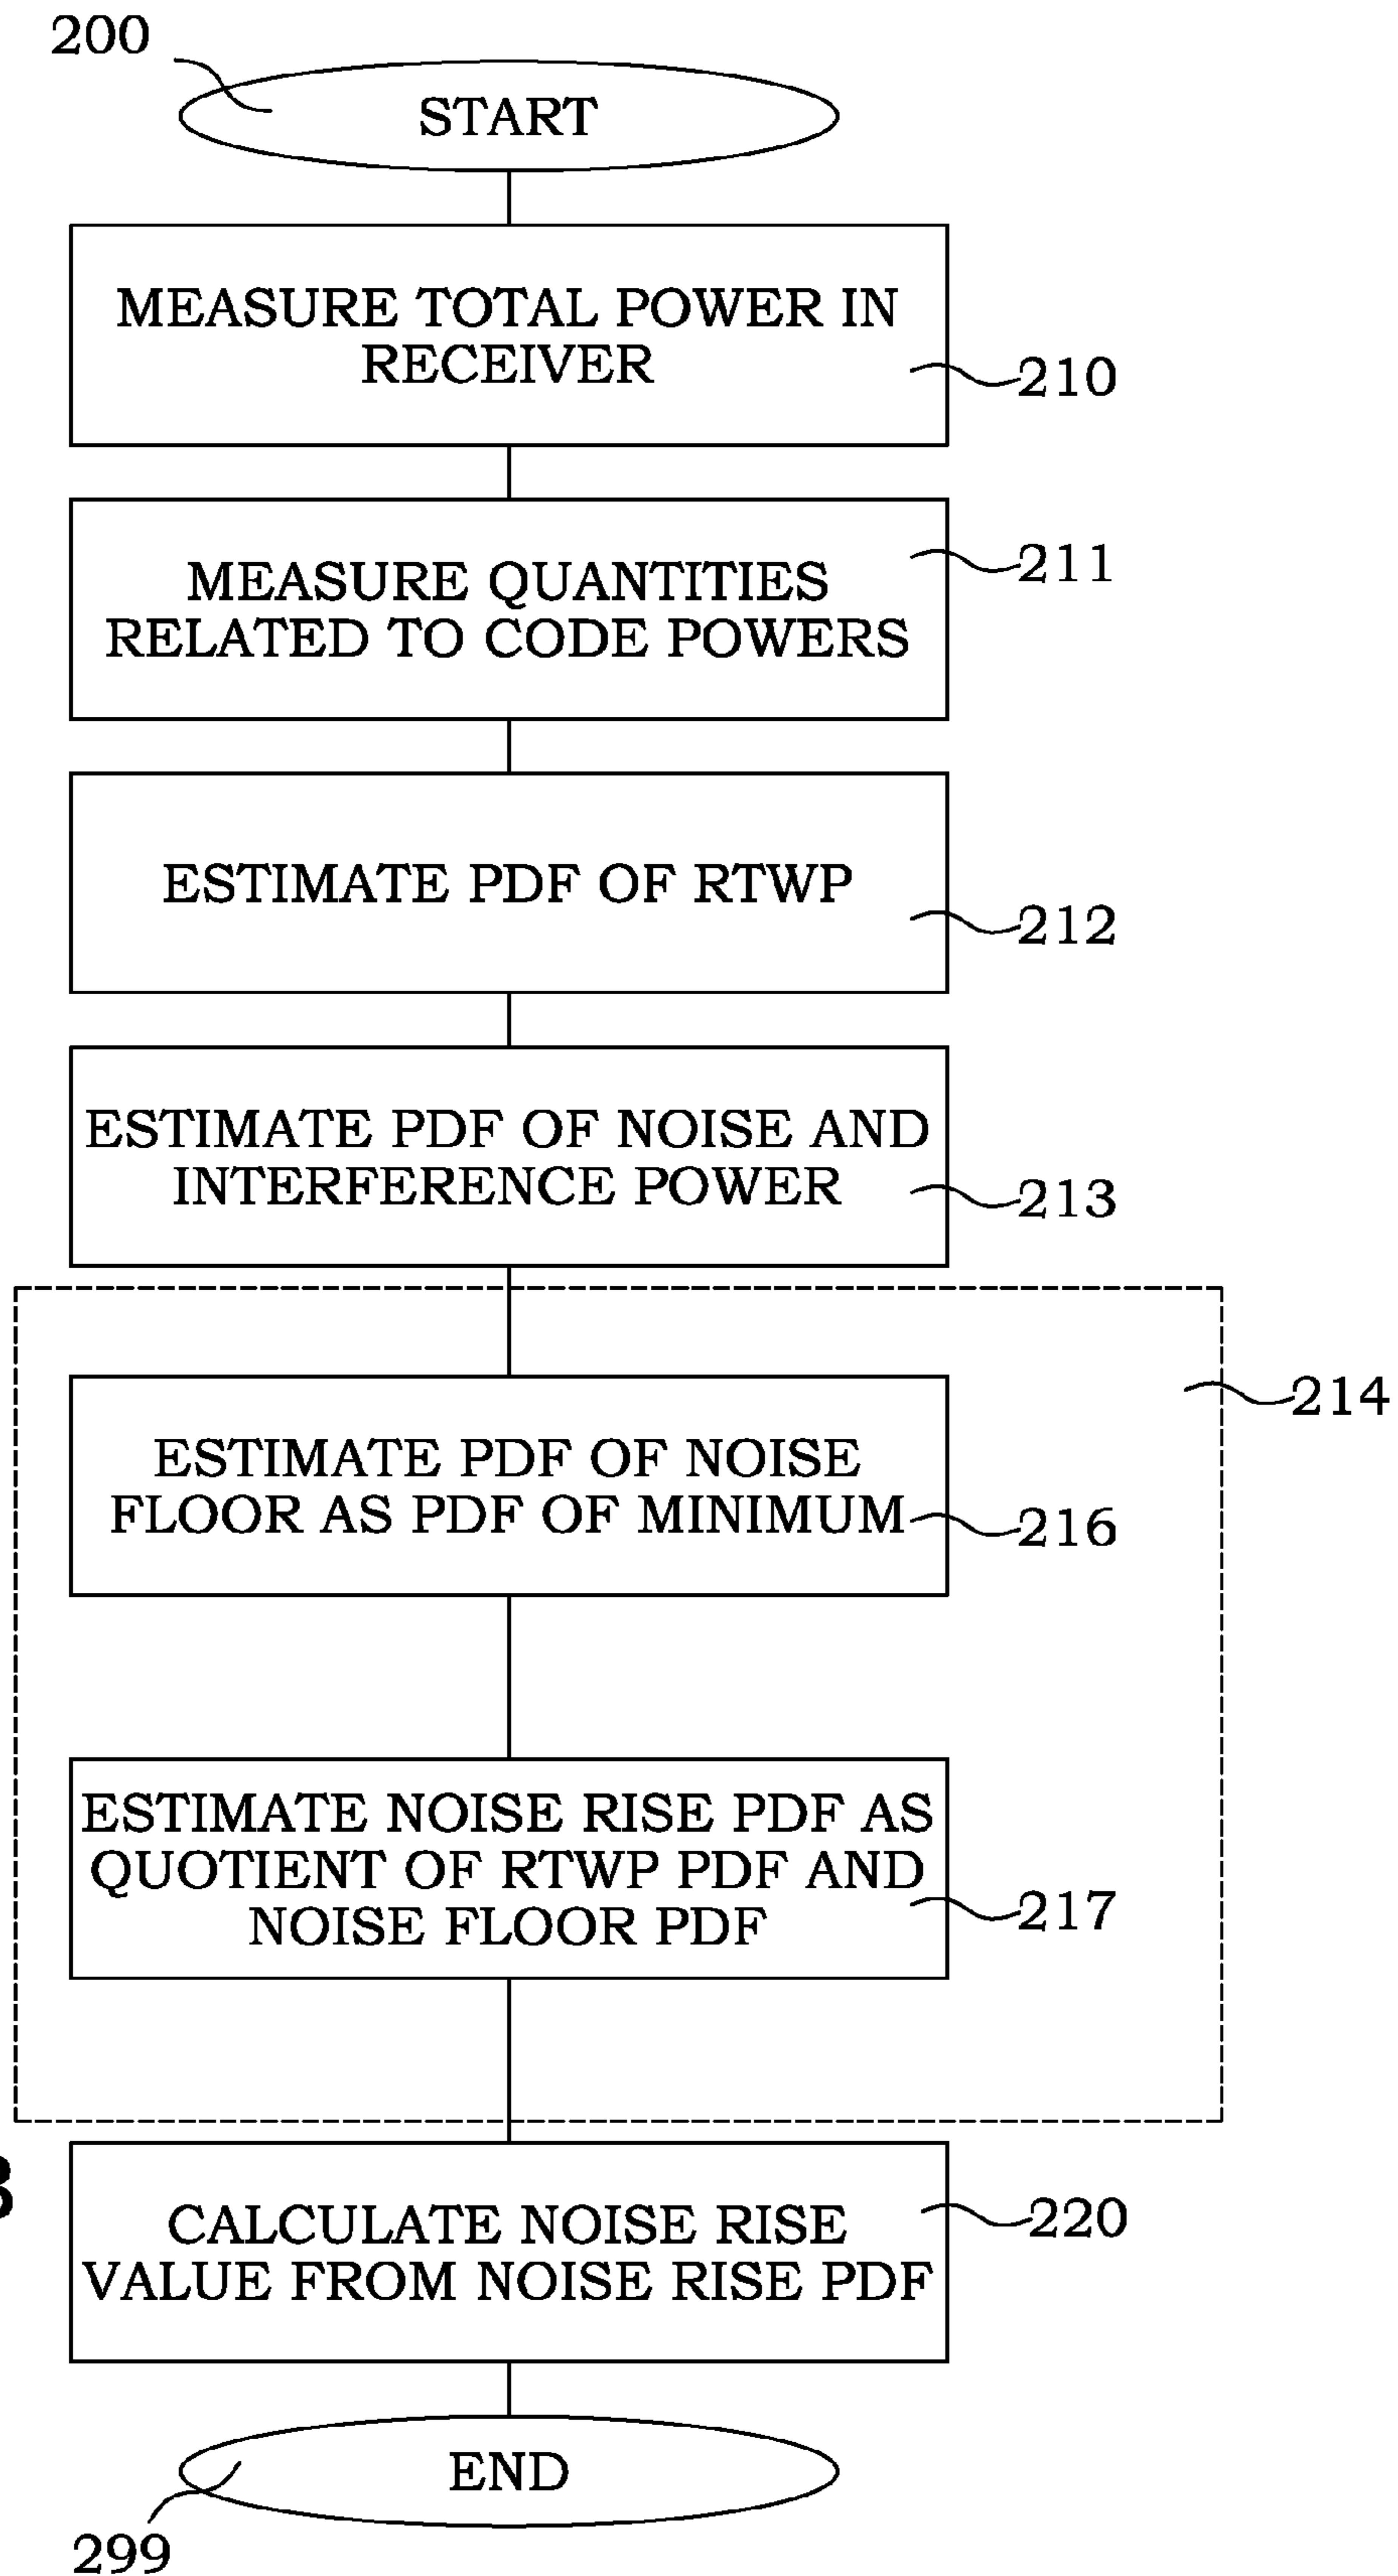 200
START
MEASURE TOTAL POWER IN
RECEIVER
210
MEASURE QUANTITIES
RELATED TO CODE POWERS
211
ESTIMATE PDF OF RTWP
212
ESTIMATE PDF OF NOISE AND
INTERFERENCE POWER
213
214
ESTIMATE PDF OF NOISE
FLOOR AS PDF OF MINIMUM
216
ESTIMATE NOISE RISE PDF AS
QUOTIENT OF RTWP PDF AND
NOISE FLOOR PDF
217
CALCULATE NOISE RISE
VALUE FROM NOISE RISE PDF
220
END
299